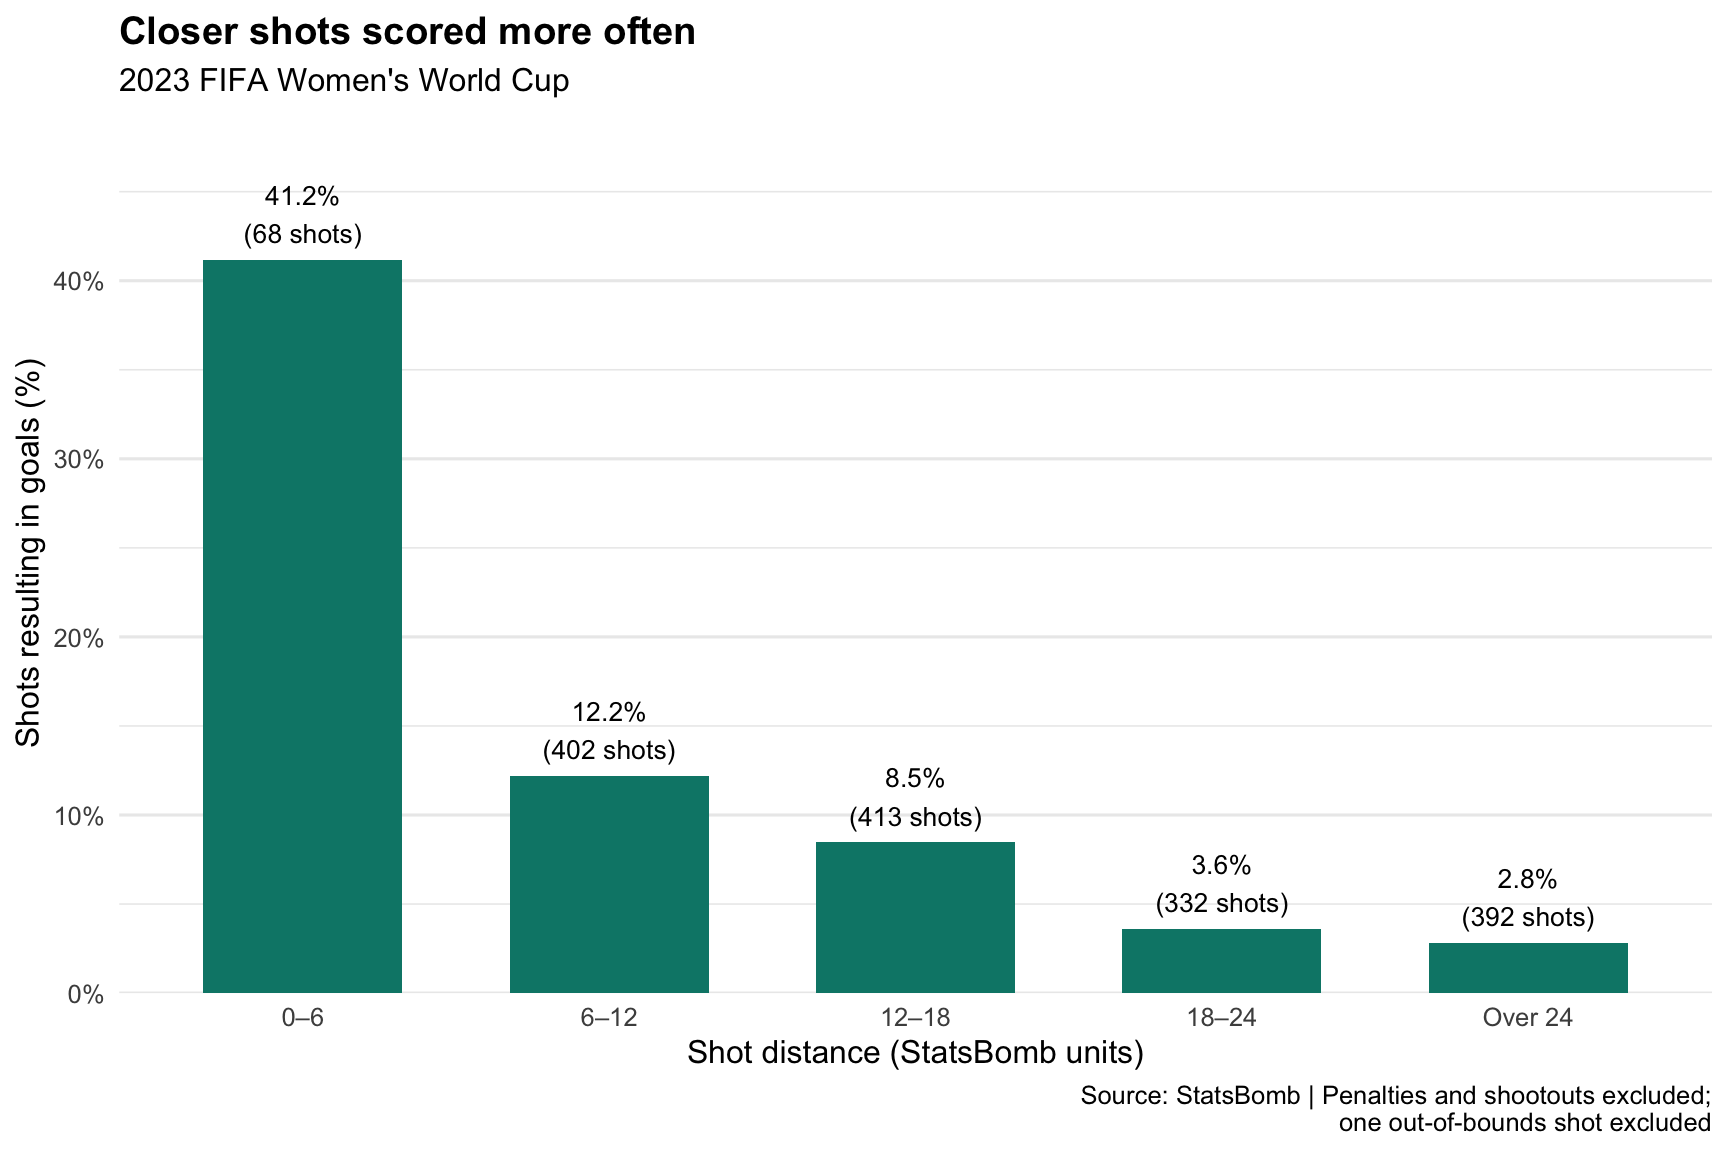 Closer shots scored more often
2023 FIFA Women's World Cup
Shots resulting in goals (%)
40%
30%
20%
10%
0%
41.2%
(68 shots)
12.2%
(402 shots)
8.5%
(413 shots)
3.6%
(332 shots)
2.8%
(392 shots)
0–6
6–12
12–18
18–24
Over 24
Shot distance (StatsBomb units)
Source: StatsBomb | Penalties and shootouts excluded;
one out-of-bounds shot excluded